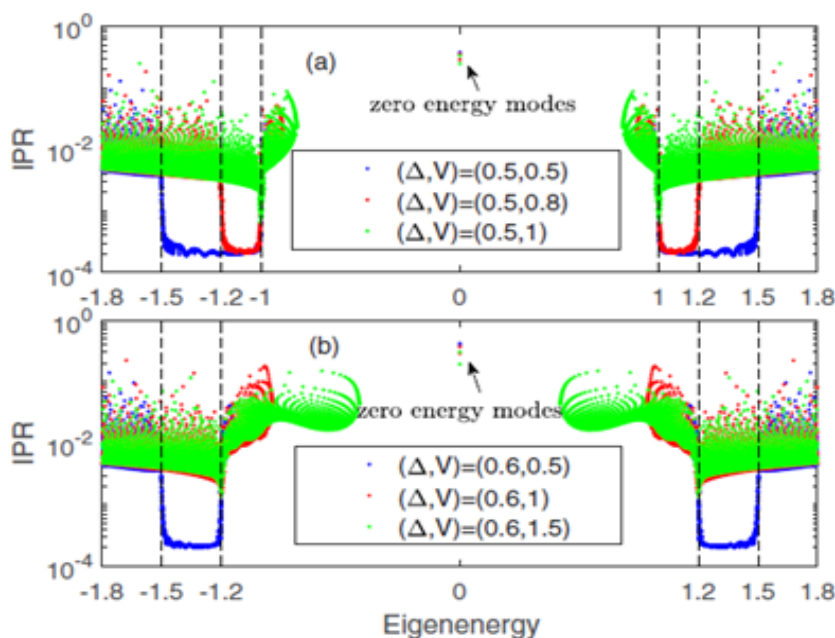 10^0
(a)
zero energy modes
10^-2
IPR
(Δ,V)=(0.5,0.5)
(Δ,V)=(0.5,0.8)
(Δ,V)=(0.5,1)
10^-4
-1.8 -1.5 -1.2 -1 0 1 1.2 1.5 1.8
10^0
(b)
zero energy modes
10^-2
IPR
(Δ,V)=(0.6,0.5)
(Δ,V)=(0.6,1)
(Δ,V)=(0.6,1.5)
10^-4
-1.8 -1.5 -1.2 0 1.2 1.5 1.8
Eigenenergy